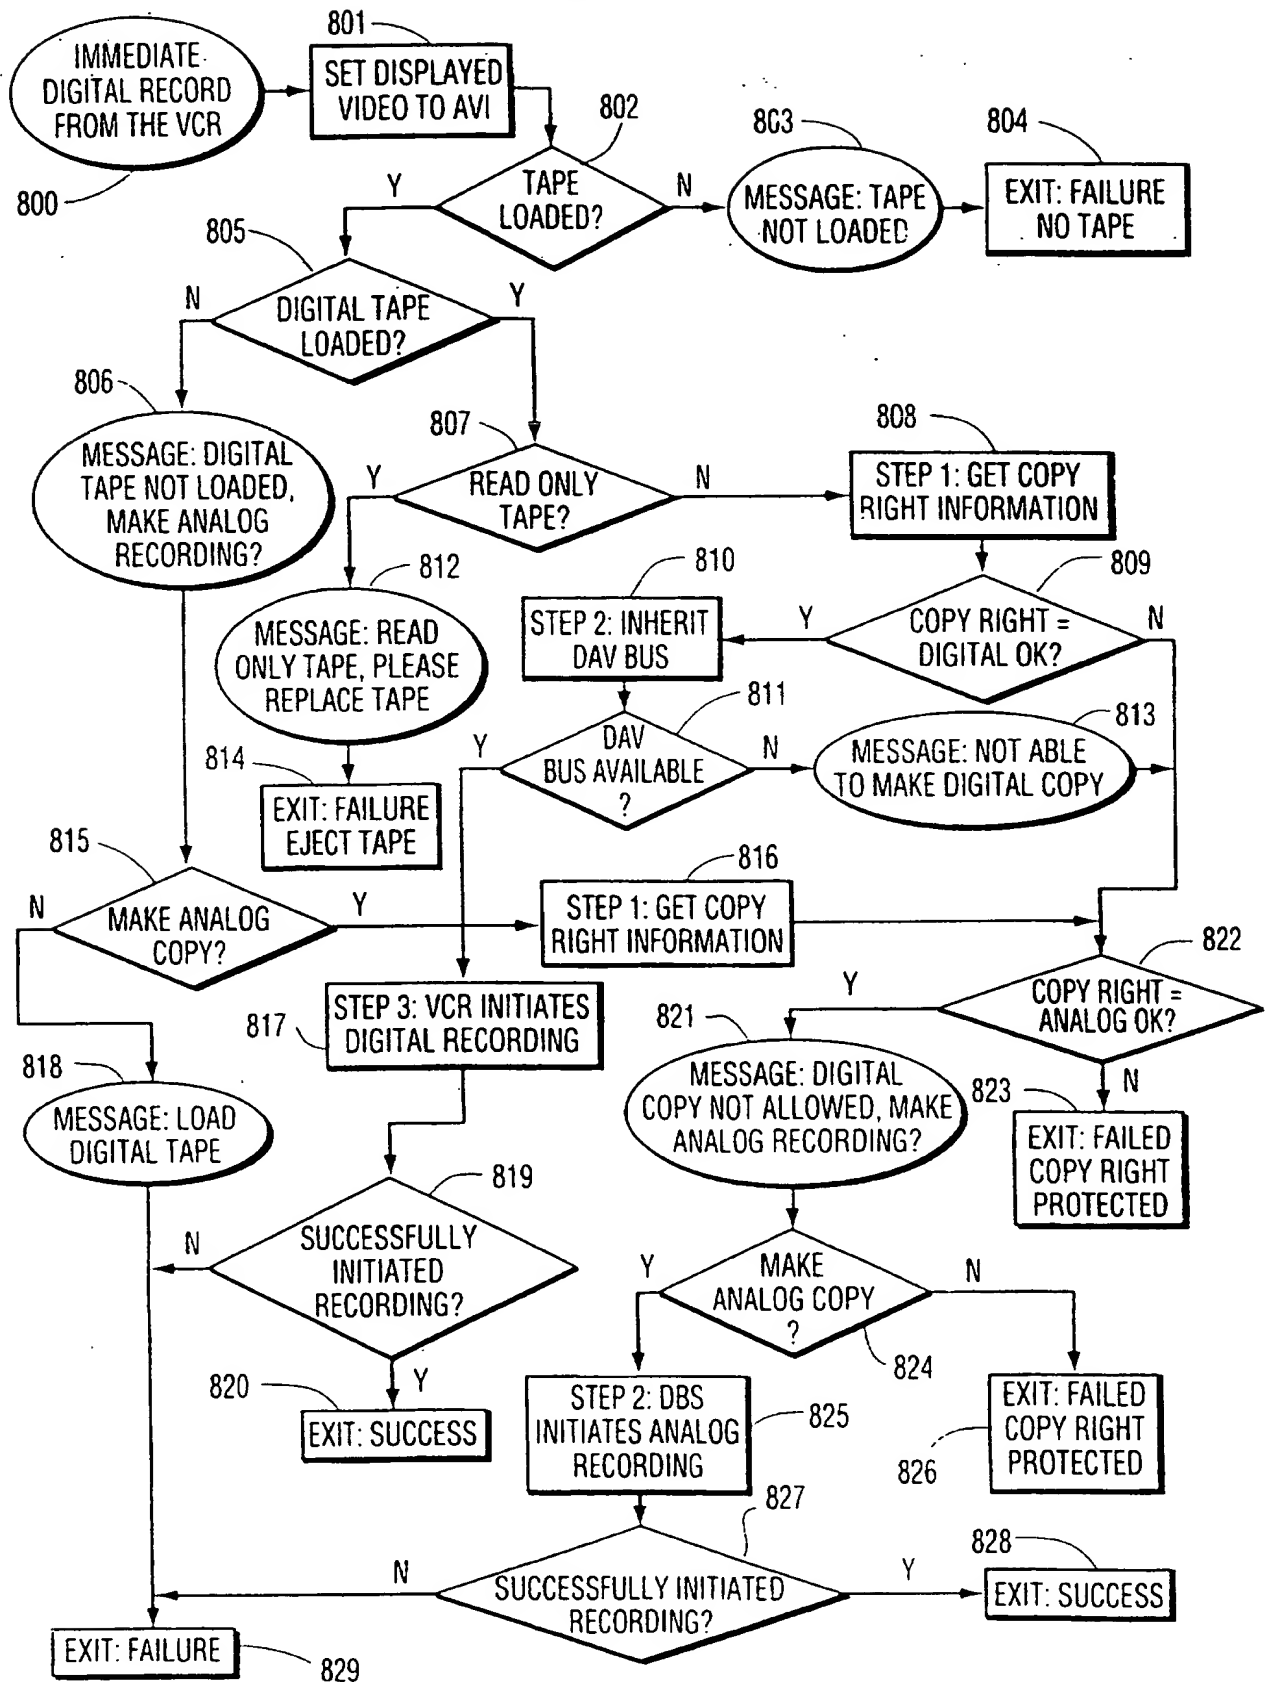 IMMEDIATE
DIGITAL RECORD
FROM THE VCR
800
801
SET DISPLAYED
VIDEO TO AVI
802
TAPE
LOADED?
Y
N
803
MESSAGE: TAPE
NOT LOADED
804
EXIT: FAILURE
NO TAPE
805
DIGITAL TAPE
LOADED?
N
Y
806
MESSAGE: DIGITAL
TAPE NOT LOADED,
MAKE ANALOG
RECORDING?
807
READ ONLY
TAPE?
Y
N
808
STEP 1: GET COPY
RIGHT INFORMATION
809
COPY RIGHT =
DIGITAL OK?
Y
N
810
STEP 2: INHERIT
DAV BUS
812
MESSAGE: READ
ONLY TAPE, PLEASE
REPLACE TAPE
811
DAV
BUS AVAILABLE
?
Y
N
813
MESSAGE: NOT ABLE
TO MAKE DIGITAL COPY
814
EXIT: FAILURE
EJECT TAPE
815
MAKE ANALOG
COPY?
N
Y
816
STEP 1: GET COPY
RIGHT INFORMATION
822
COPY RIGHT =
ANALOG OK?
Y
N
817
STEP 3: VCR INITIATES
DIGITAL RECORDING
821
MESSAGE: DIGITAL
COPY NOT ALLOWED, MAKE
ANALOG RECORDING?
823
EXIT: FAILED
COPY RIGHT
PROTECTED
818
MESSAGE: LOAD
DIGITAL TAPE
819
SUCCESSFULLY
INITIATED
RECORDING?
N
Y
820
EXIT: SUCCESS
MAKE
ANALOG COPY
?
Y
N
824
STEP 2: DBS
INITIATES ANALOG
RECORDING
825
EXIT: FAILED
COPY RIGHT
PROTECTED
826
827
SUCCESSFULLY INITIATED
RECORDING?
N
Y
828
EXIT: SUCCESS
EXIT: FAILURE
829